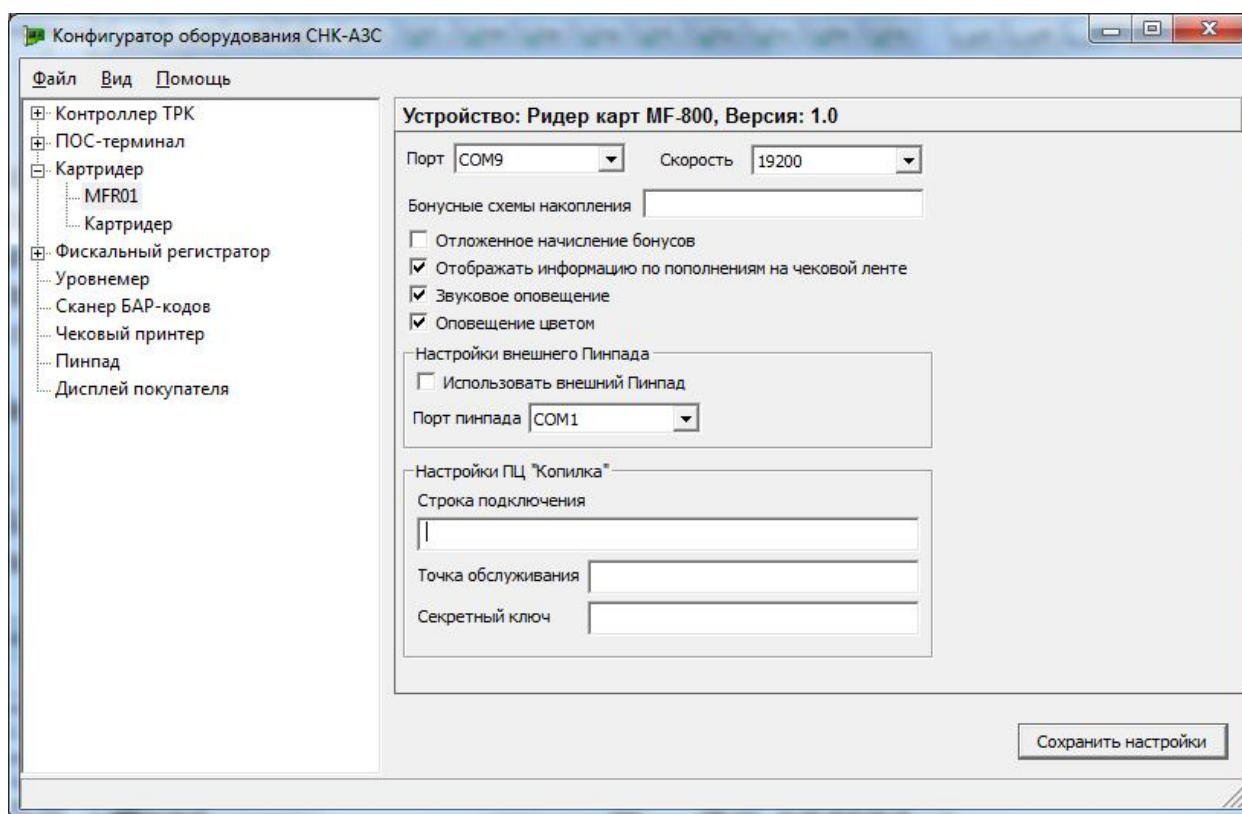 Конфигуратор оборудования СНК-АЗС
Файл Вид Помощь
Контроллер ТРК
ПОС-терминал
Картридер
MFR01
Картридер
Фискальный регистратор
Уровнемер
Сканер БАР-кодов
Чековый принтер
Пинпад
Дисплей покупателя
Устройство: Ридер карт MF-800, Версия: 1.0
Порт COM9 Скорость 19200
Бонусные схемы накопления
Отложенное начисление бонусов
Отображать информацию по пополнениям на чековой ленте
Звуковое оповещение
Оповещение цветом
Настройки внешнего Пинпада
Использовать внешний Пинпад
Порт пинпада COM1
Настройки ПЦ "Копилка"
Строка подключения
Точка обслуживания
Секретный ключ
Сохранить настройки